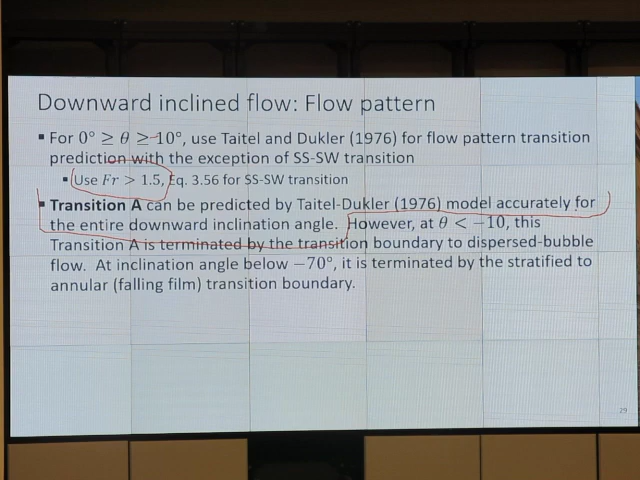 Downward inclined flow: Flow pattern
▪ For 0° ≥ θ ≥ -10°, use Taitel and Dukler (1976) for flow pattern transition
prediction with the exception of SS-SW transition
▪ Use Fr > 1.5, Eq. 3.56 for SS-SW transition
▪ Transition A can be predicted by Taitel-Dukler (1976) model accurately for
the entire downward inclination angle. However, at θ < −10, this
Transition A is terminated by the transition boundary to dispersed-bubble
flow. At inclination angle below −70°, it is terminated by the stratified to
annular (falling film) transition boundary.
29